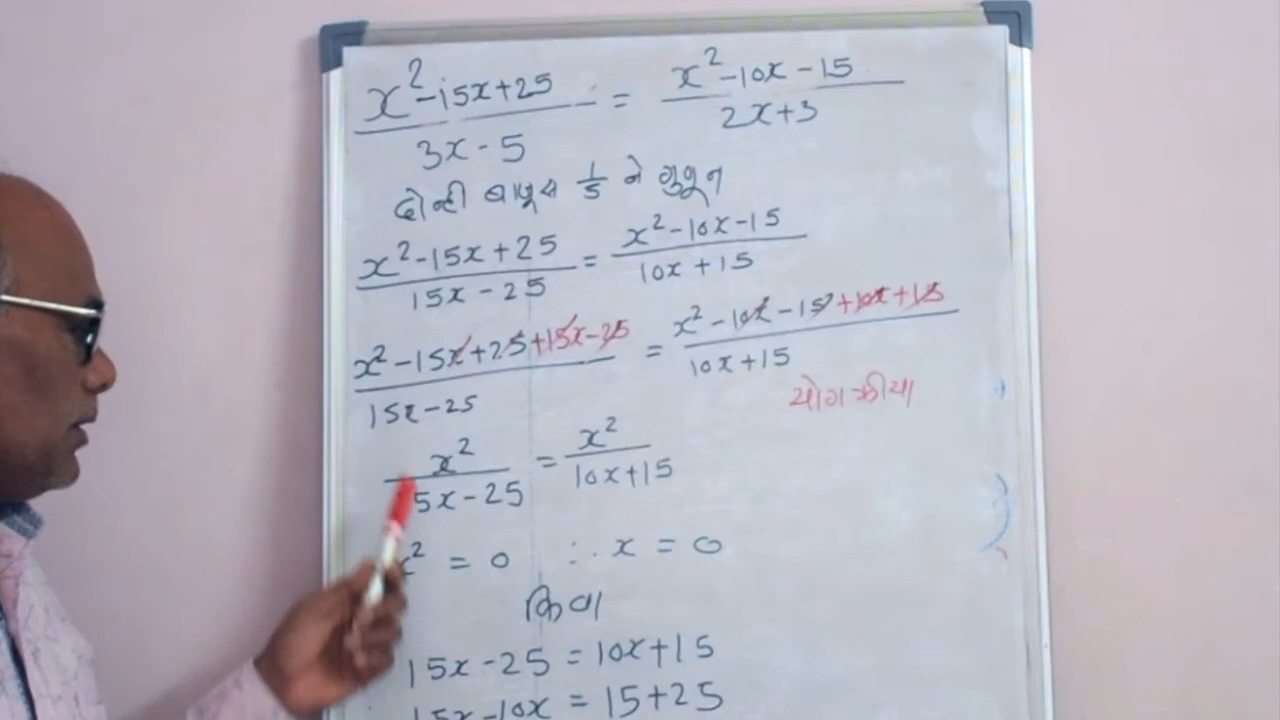 x² - 15x + 25 / 3x - 5 = x² - 10x - 15 / 2x + 3
दोन्ही बाजूस 1/5 ने गुणून
x² - 15x + 25 / 15x - 25 = x² - 10x - 15 / 10x + 15
x² - 15x + 25 + 15x - 25 / 15x - 25 = x² - 10x - 15 + 10x + 15 / 10x + 15
योग क्रीया
x² / 5x - 25 = x² / 10x + 15
x² = 0 ∴ x = 0
किंवा
15x - 25 = 10x + 15
15x - 10x = 15 + 25